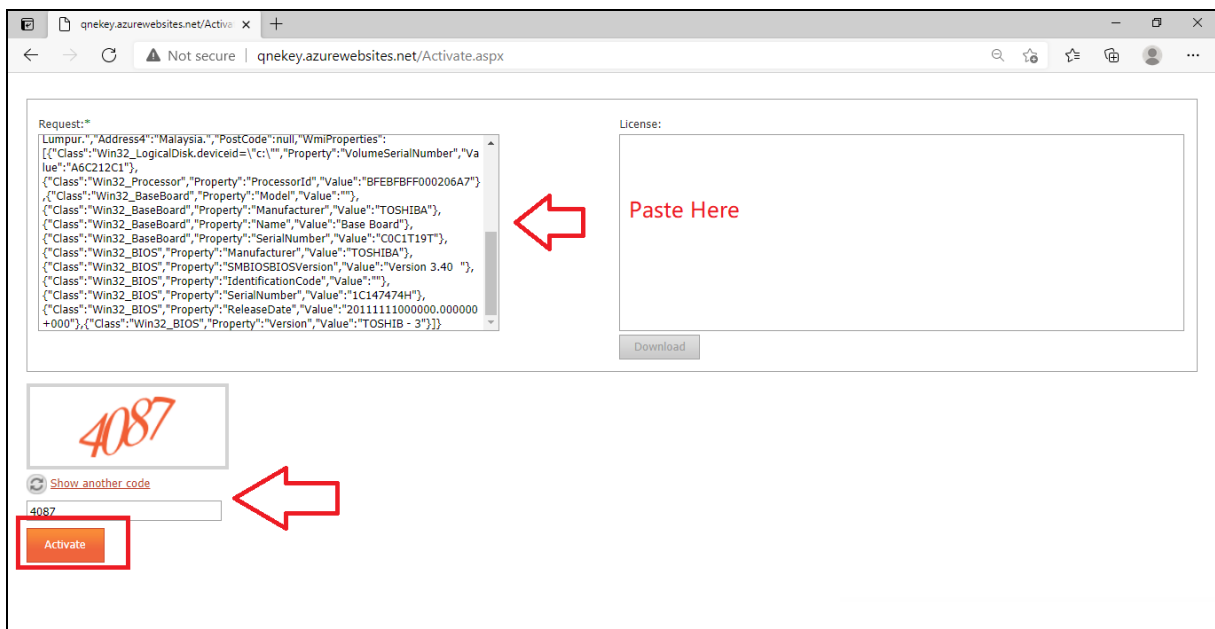 qnekey.azurewebsites.net/Activa
Not secure | qnekey.azurewebsites.net/Activate.aspx
Request:*
Lumpur.","Address4":"Malaysia.","PostCode":null,"WmiProperties":
[{"Class":"Win32_LogicalDisk.deviceid=\"c:\"","Property":"VolumeSerialNumber","Va
lue":"A6C212C1"},
{"Class":"Win32_Processor","Property":"ProcessorId","Value":"BFEBFBFF000206A7"}
,{"Class":"Win32_BaseBoard","Property":"Model","Value":""},
{"Class":"Win32_BaseBoard","Property":"Manufacturer","Value":"TOSHIBA"},
{"Class":"Win32_BaseBoard","Property":"Name","Value":"Base Board"},
{"Class":"Win32_BaseBoard","Property":"SerialNumber","Value":"C0C1T19T"},
{"Class":"Win32_BIOS","Property":"Manufacturer","Value":"TOSHIBA"},
{"Class":"Win32_BIOS","Property":"SMBIOSBIOSVersion","Value":"Version 3.40  "},
{"Class":"Win32_BIOS","Property":"IdentificationCode","Value":""},
{"Class":"Win32_BIOS","Property":"SerialNumber","Value":"1C147474H"},
{"Class":"Win32_BIOS","Property":"ReleaseDate","Value":"20111111000000.000000
+000"},{"Class":"Win32_BIOS","Property":"Version","Value":"TOSHIB - 3"}]}
License:
Paste Here
Download
4087
Show another code
4087
Activate